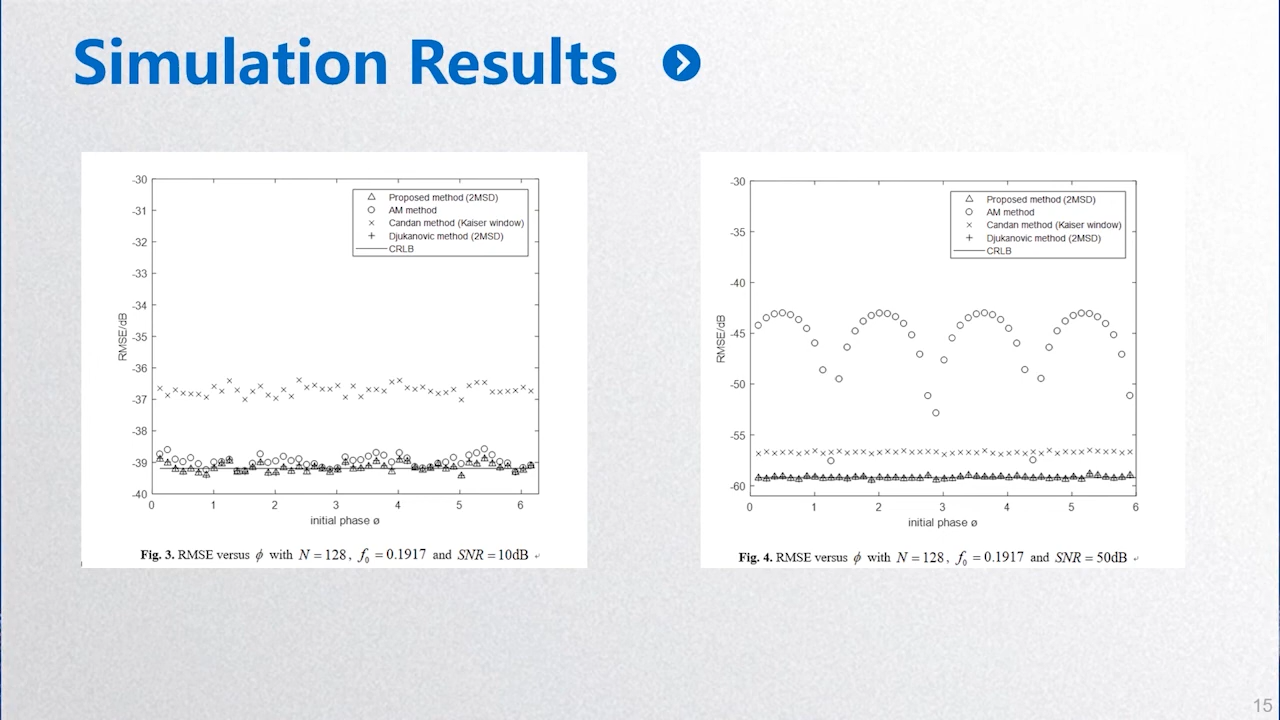 Simulation Results
-30
-31
-32
-33
-34
-35
-36
-37
-38
-39
-40
RMSE/dB
Proposed method (2MSD)
AM method
Candan method (Kaiser window)
Djukanovic method (2MSD)
CRLB
0 1 2 3 4 5 6
initial phase ø
Fig. 3. RMSE versus ϕ with N = 128, f₀ = 0.1917 and SNR = 10dB
-30
-35
-40
-45
-50
-55
-60
RMSE/dB
Proposed method (2MSD)
AM method
Candan method (Kaiser window)
Djukanovic method (2MSD)
CRLB
0 1 2 3 4 5 6
initial phase ø
Fig. 4. RMSE versus ϕ with N = 128, f₀ = 0.1917 and SNR = 50dB
15